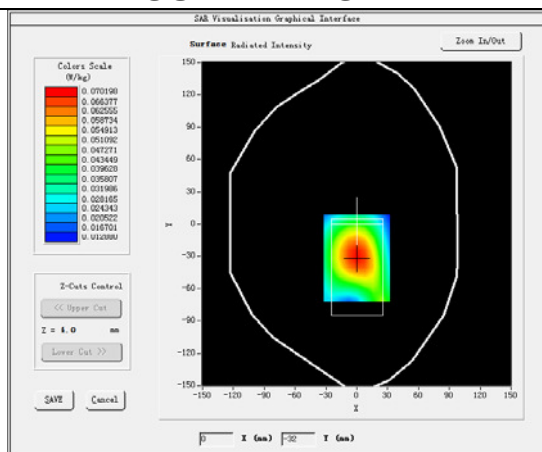 SAR Visualisation Graphical Interface
Surface Radiated Intensity
Zoom In/Out
Colors Scale
(W/kg)
0.070198
0.066377
0.062555
0.058734
0.054913
0.051092
0.047271
0.043449
0.039628
0.035807
0.031986
0.028165
0.024343
0.020522
0.016701
0.012880
Z-Cuts Control
<< Upper Cut
Z = 4.0 mm
Lower Cut >>
SAVE Cancel
150
120
90
60
30
0
-30
-60
-90
-120
-150
Y
-150 -120 -90 -60 -30 0 30 60 90 120 150
X
0 X (mm) -32 Y (mm)